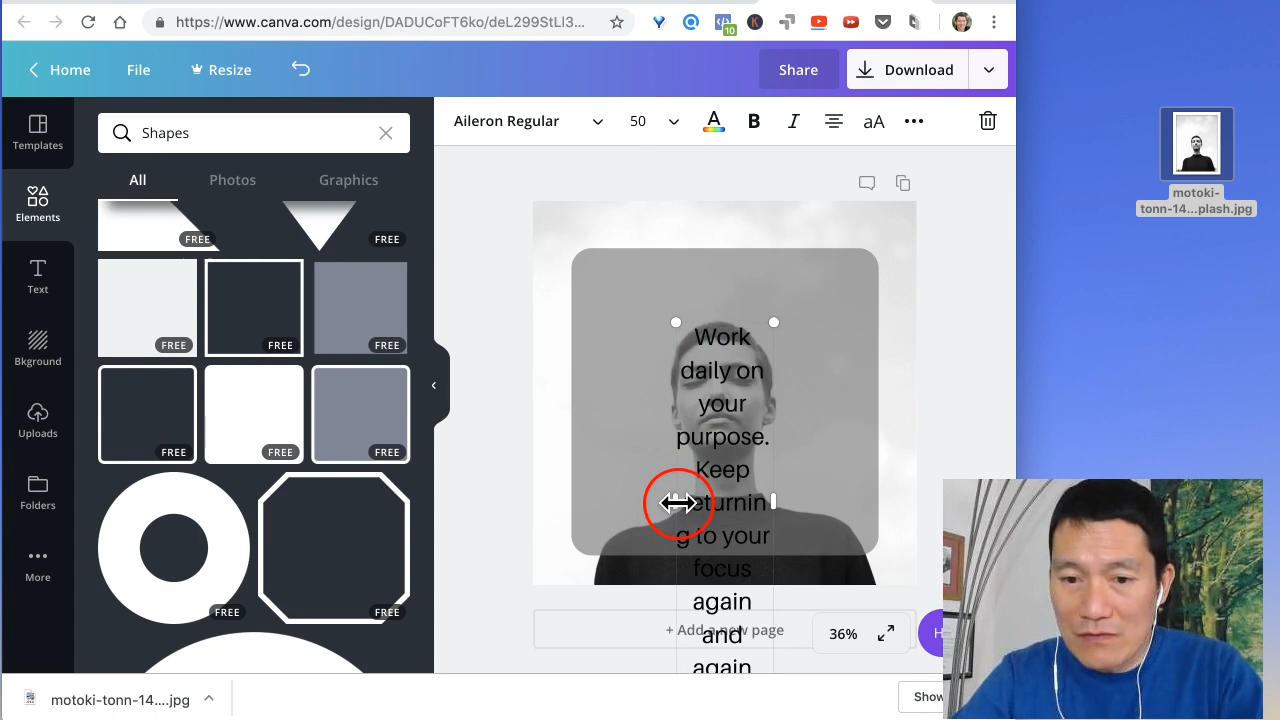 https://www.canva.com/design/DADUCoFT6ko/deL299StLl3...
10
Home
File
Resize
Share
Download
Templates
Elements
Text
Bkground
Uploads
Folders
More
Shapes
All
Photos
Graphics
FREE
FREE
FREE
FREE
FREE
FREE
FREE
FREE
FREE
FREE
Aileron Regular
50
A
B
I
aA
Work
daily on
your
purpose.
Keep
g to your
focus
again
and
again
+ Add a new page
36%
H
motoki-
tonn-14...plash.jpg
motoki-tonn-14....jpg
Show